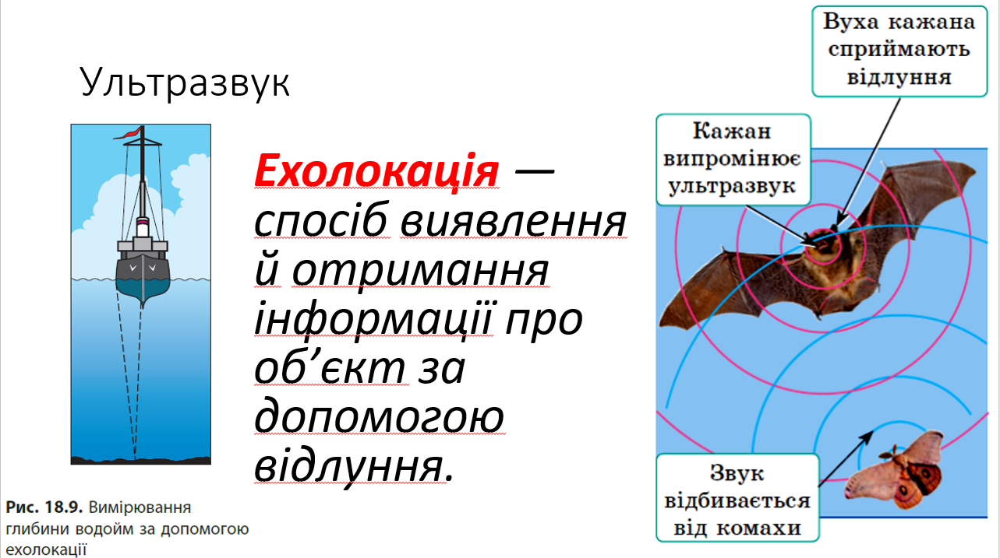 Ультразвук
Ехолокація —
спосіб виявлення
й отримання
інформації про
об’єкт за
допомогою
відлуння.
Рис. 18.9. Вимірювання
глибини водойм за допомогою
ехолокації
Вуха кажана
сприймають
відлуння
Кажан
випромінює
ультразвук
Звук
відбивається
від комахи